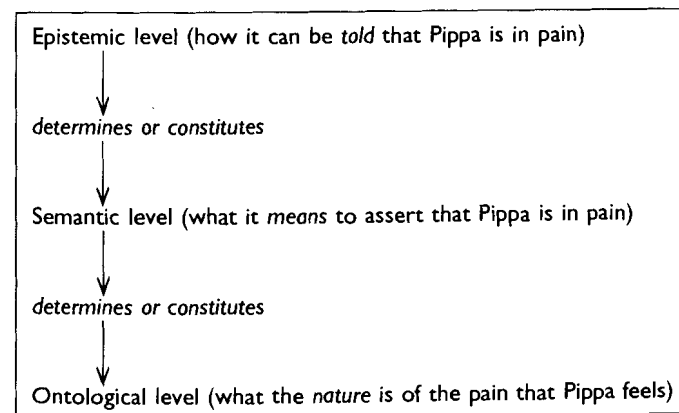 Epistemic level (how it can be told that Pippa is in pain)
determines or constitutes
Semantic level (what it means to assert that Pippa is in pain)
determines or constitutes
Ontological level (what the nature is of the pain that Pippa feels)